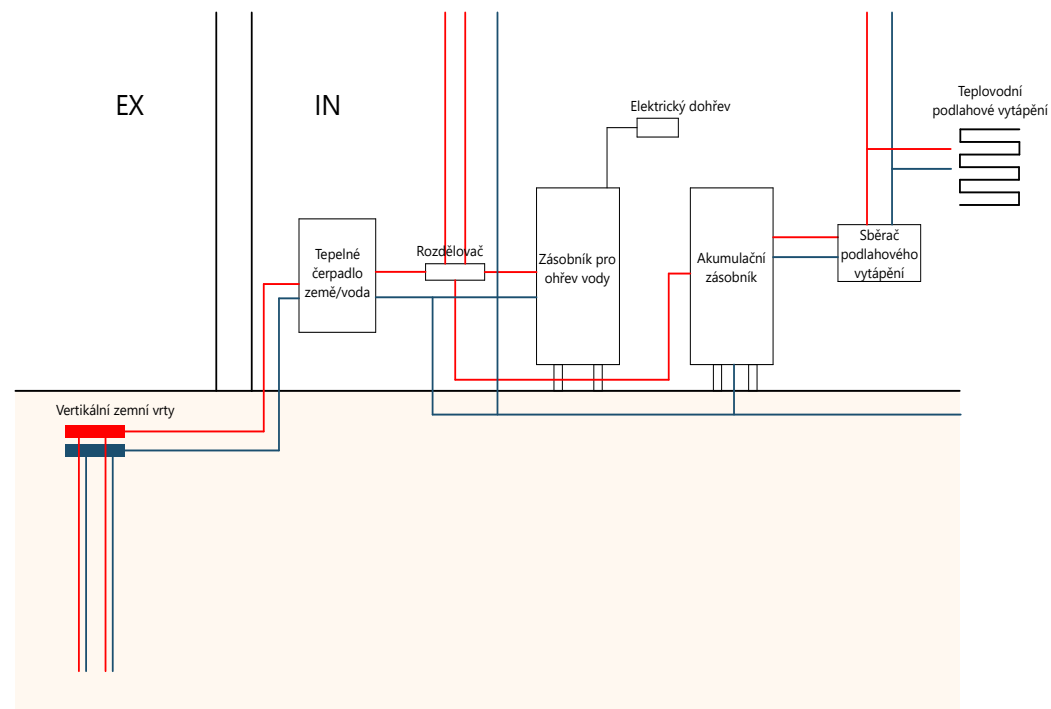 EX
IN
Elektrický dohřev
Teplovodní
podlahové vytápění
Tepelné
čerpadlo
země/voda
Rozdělovač
Zásobník pro
ohřev vody
Akumulační
zásobník
Sběrač
podlahového
vytápění
Vertikální zemní vrty